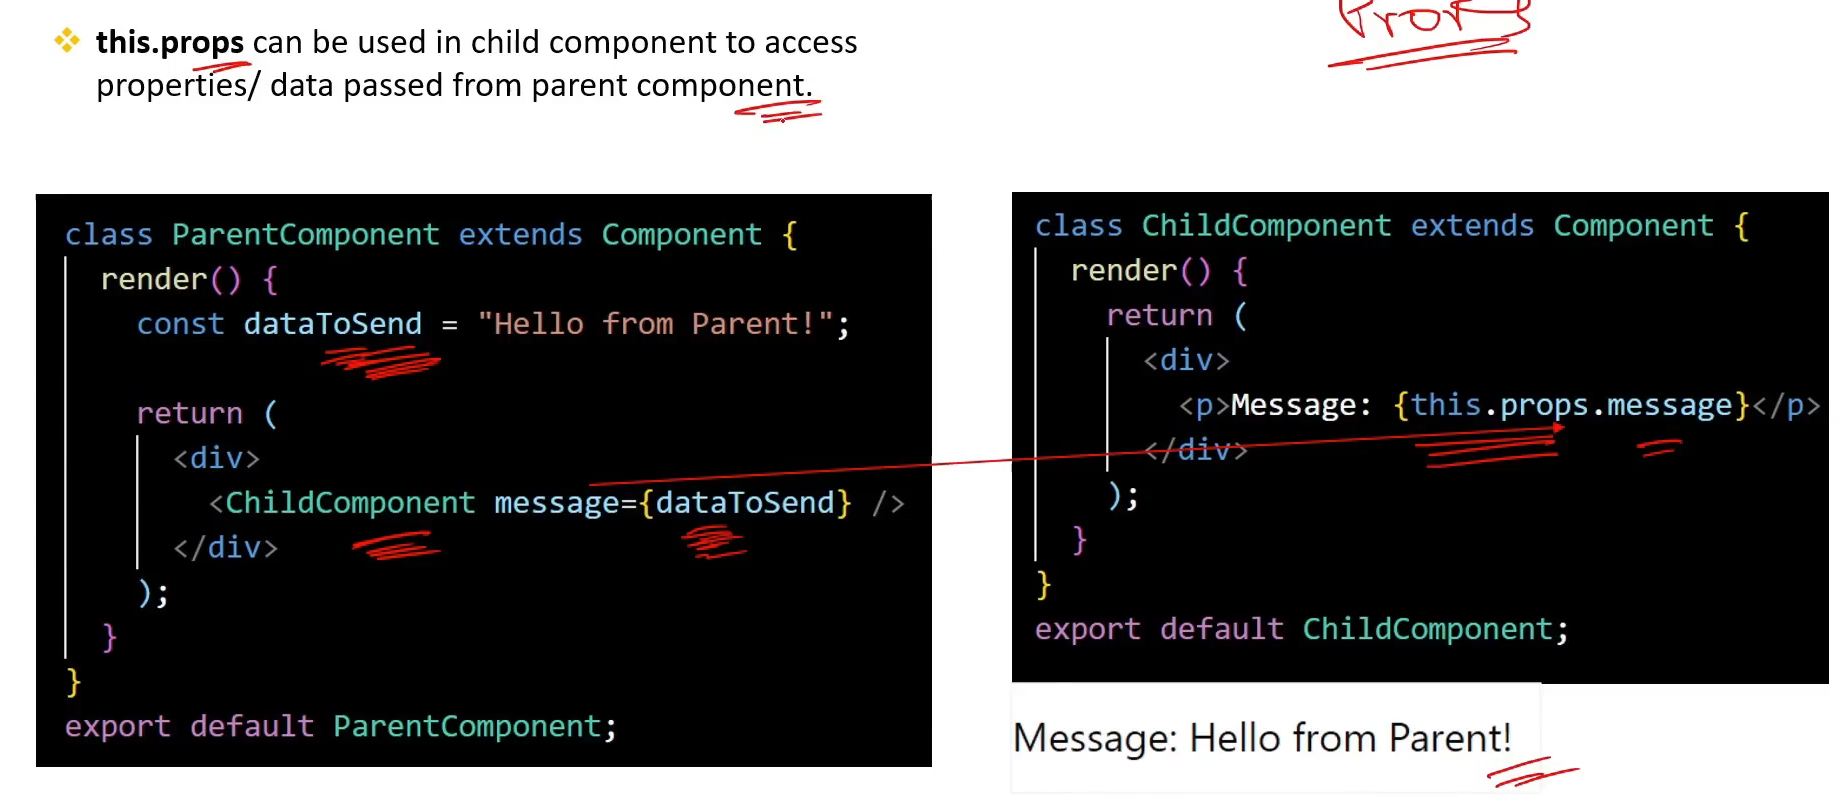 Props
❖ this.props can be used in child component to access
properties/ data passed from parent component.
class ParentComponent extends Component {
render() {
const dataToSend = "Hello from Parent!";
return (
<div>
<ChildComponent message={dataToSend} />
</div>
);
}
}
export default ParentComponent;
class ChildComponent extends Component {
render() {
return (
<div>
<p>Message: {this.props.message}</p>
</div>
);
}
}
export default ChildComponent;
Message: Hello from Parent!